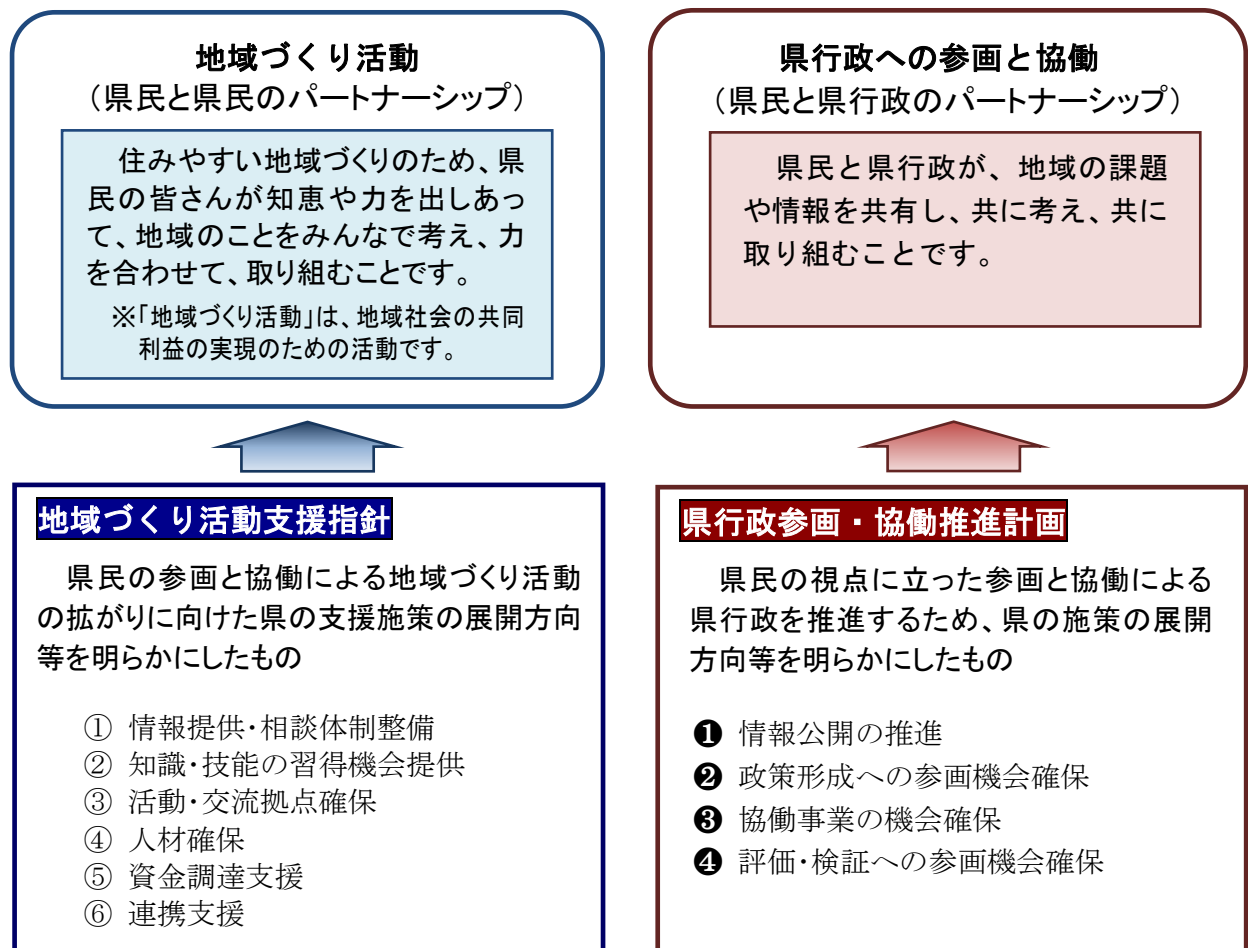 地域づくり活動
（県民と県民のパートナーシップ）
住みやすい地域づくりのため、県
民の皆さんが知恵や力を出しあっ
て、地域のことをみんなで考え、力
を合わせて、取り組むことです。
※「地域づくり活動」は、地域社会の共同
利益の実現のための活動です。
県行政への参画と協働
（県民と県行政のパートナーシップ）
県民と県行政が、地域の課題
や情報を共有し、共に考え、共に
取り組むことです。
地域づくり活動支援指針
県民の参画と協働による地域づくり活動
の拡がりに向けた県の支援施策の展開方向
等を明らかにしたもの
① 情報提供・相談体制整備
② 知識・技能の習得機会提供
③ 活動・交流拠点確保
④ 人材確保
⑤ 資金調達支援
⑥ 連携支援
県行政参画・協働推進計画
県民の視点に立った参画と協働による
県行政を推進するため、県の施策の展開
方向等を明らかにしたもの
❶ 情報公開の推進
❷ 政策形成への参画機会確保
❸ 協働事業の機会確保
❹ 評価・検証への参画機会確保